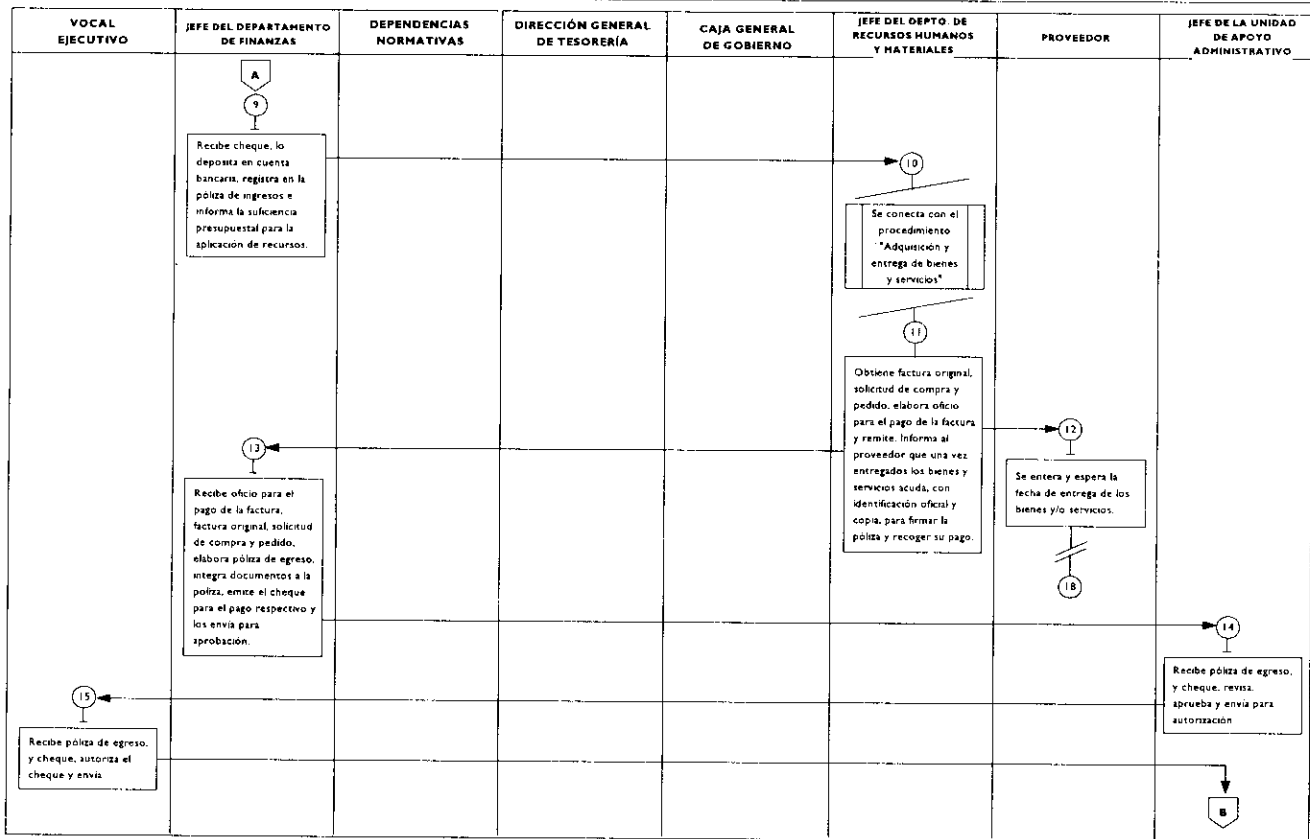 VOCAL
EJECUTIVO
JEFE DEL DEPARTAMENTO
DE FINANZAS
DEPENDENCIAS
NORMATIVAS
DIRECCIÓN GENERAL
DE TESORERÍA
CAJA GENERAL
DE GOBIERNO
JEFE DEL DEPTO. DE
RECURSOS HUMANOS
Y MATERIALES
PROVEEDOR
JEFE DE LA UNIDAD
DE APOYO
ADMINISTRATIVO
A
9
Recibe cheque, lo
deposita en cuenta
bancaria, registra en la
póliza de ingresos e
informa la suficiencia
presupuestal para la
aplicación de recursos.
10
Se conecta con el
procedimiento
"Adquisición y
entrega de bienes
y servicios"
11
Obtiene factura original,
solicitud de compra y
pedido, elabora oficio
para el pago de la factura
y remite. Informa al
proveedor que una vez
entregados los bienes y
servicios acuda, con
identificación oficial y
copia, para firmar la
póliza y recoger su pago.
12
Se entera y espera la
fecha de entrega de los
bienes y/o servicios.
18
13
Recibe oficio para el
pago de la factura,
factura original, solicitud
de compra y pedido,
elabora póliza de egreso,
integra documentos a la
poliza, emite el cheque
para el pago respectivo y
los envía para
aprobación.
14
Recibe póliza de egreso,
y cheque, revisa,
aprueba y envía para
autorización
15
Recibe póliza de egreso,
y cheque, autoriza el
cheque y envía
B